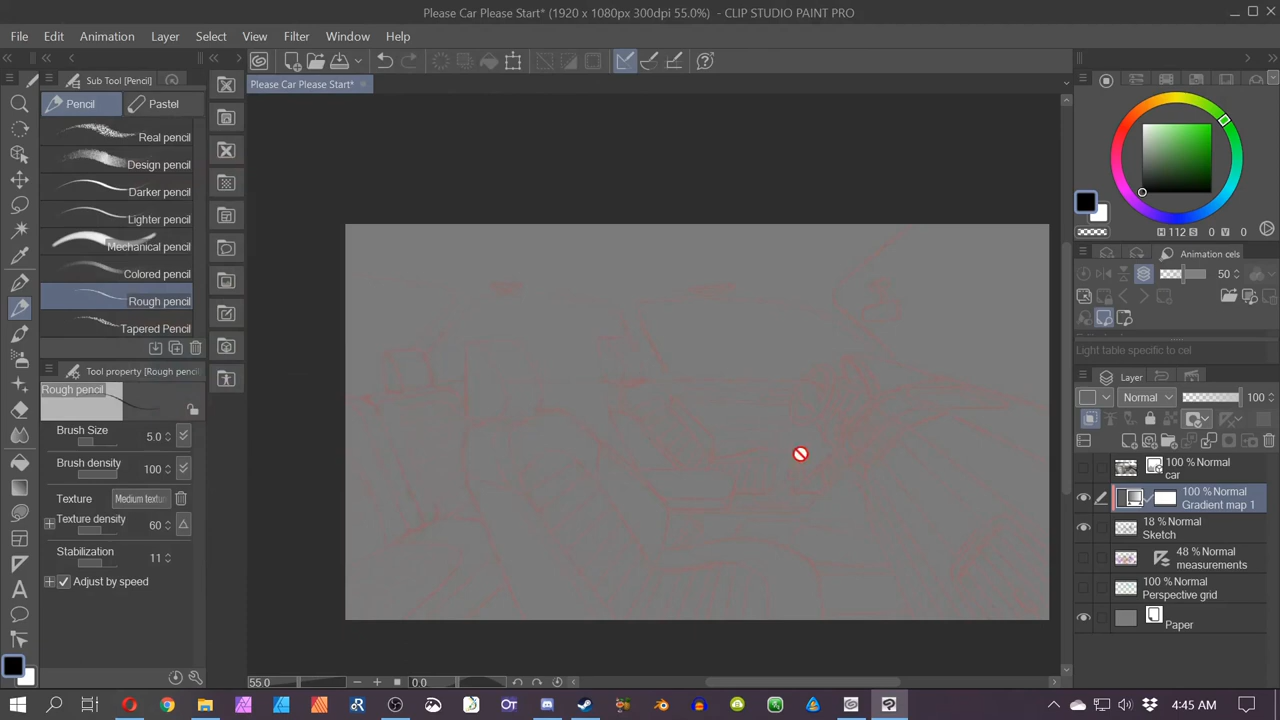 Please Car Please Start* (1920 x 1080px 300dpi 55.0%) - CLIP STUDIO PAINT PRO
File Edit Animation Layer Select View Filter Window Help
Sub Tool [Pencil]
Please Car Please Start*
Pencil Pastel
Real pencil
Design pencil
Darker pencil
Lighter pencil
Mechanical pencil
Colored pencil
Rough pencil
Tapered Pencil
Tool property [Rough pencil
Rough pencil
Brush Size 5.0
Brush density 100
Texture Medium textur
Texture density 60
Stabilization 11
Adjust by speed
55.0 0.0
H 112 S 0 V 0
Animation cels
50
Light table specific to cel
Layer
Normal 100
100 % Normal
car
100 % Normal
Gradient map 1
18 % Normal
Sketch
48 % Normal
measurements
100 % Normal
Perspective grid
Paper
4:45 AM